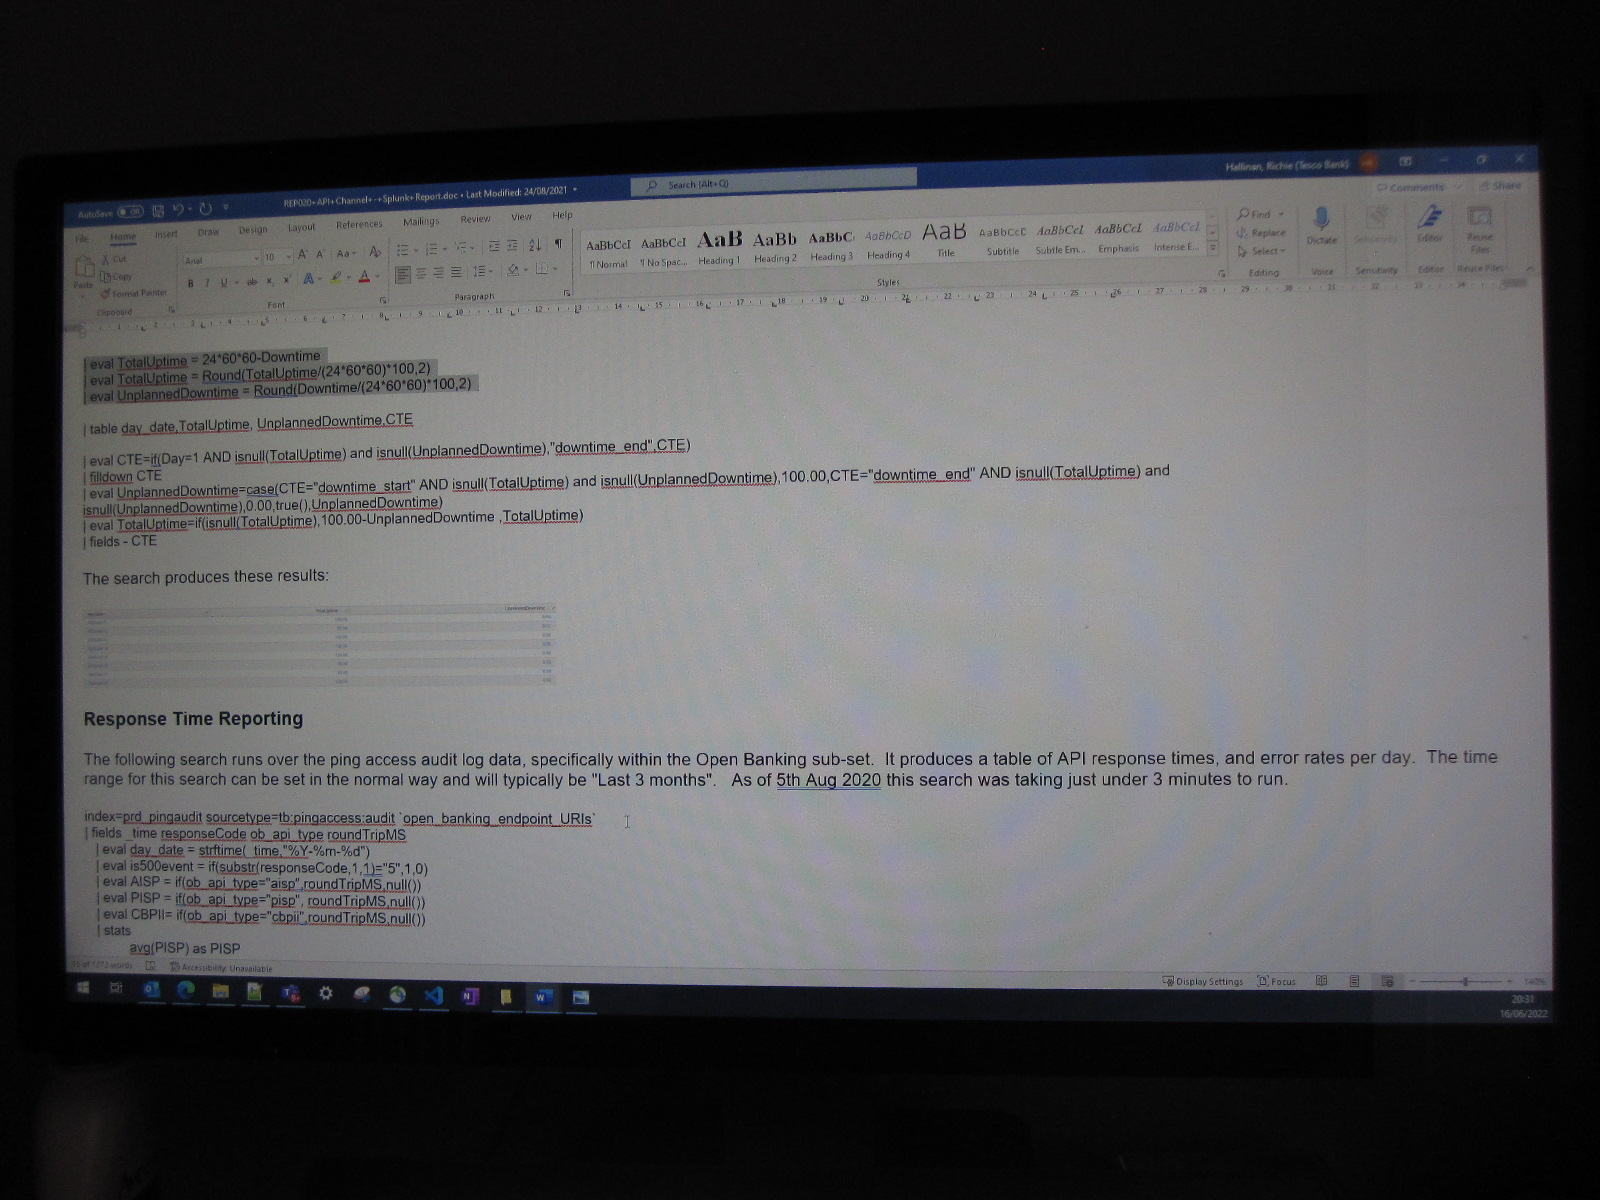 AutoSave Off
REP020+API+Channel+-+Splunk+Report.doc • Last Modified: 24/08/2021
Search (Alt+Q)
Hallinan, Richie (Tesco Bank)
File Home Insert Draw Design Layout References Mailings Review View Help
Comments Share
Paste Cut
Copy
Format Painter
Clipboard
Arial 10
Font
Paragraph
AaBbCcI AaBbCcI AaB AaBb AaBbC AaBbCcD AaB AaBbCcC AaBbCcI AaBbCcI AaBbCcI
¶ Normal ¶ No Spac... Heading 1 Heading 2 Heading 3 Heading 4 Title Subtitle Subtle Em... Emphasis Intense E...
Styles
Find
Replace
Select
Editing
Dictate
Voice
Sensitivity
Sensitivity
Editor
Editor
Reuse Files
Reuse Files
| eval TotalUptime = 24*60*60-Downtime
| eval TotalUptime = Round(TotalUptime/(24*60*60)*100,2)
| eval UnplannedDowntime = Round(Downtime/(24*60*60)*100,2)
| table day_date,TotalUptime, UnplannedDowntime,CTE
| eval CTE=if(Day=1 AND isnull(TotalUptime) and isnull(UnplannedDowntime),"downtime_end",CTE)
| filldown CTE
| eval UnplannedDowntime=case(CTE="downtime_start" AND isnull(TotalUptime) and isnull(UnplannedDowntime),100.00,CTE="downtime_end" AND isnull(TotalUptime) and
isnull(UnplannedDowntime),0.00,true(),UnplannedDowntime)
| eval TotalUptime=if(isnull(TotalUptime),100.00-UnplannedDowntime ,TotalUptime)
| fields - CTE
The search produces these results:
Response Time Reporting
The following search runs over the ping access audit log data, specifically within the Open Banking sub-set. It produces a table of API response times, and error rates per day. The time
range for this search can be set in the normal way and will typically be "Last 3 months". As of 5th Aug 2020 this search was taking just under 3 minutes to run.
index=prd_pingaudit sourcetype=tb:pingaccess:audit `open_banking_endpoint_URIs`
| fields _time responseCode ob_api_type roundTripMS
| eval day_date = strftime(_time,"%Y-%m-%d")
| eval is500event = if(substr(responseCode,1,1)="5",1,0)
| eval AISP = if(ob_api_type="aisp",roundTripMS,null())
| eval PISP = if(ob_api_type="pisp", roundTripMS,null())
| eval CBPII= if(ob_api_type="cbpii",roundTripMS,null())
| stats
avg(PISP) as PISP
Accessibility: Unavailable
Display Settings Focus
20:31
16/06/2022